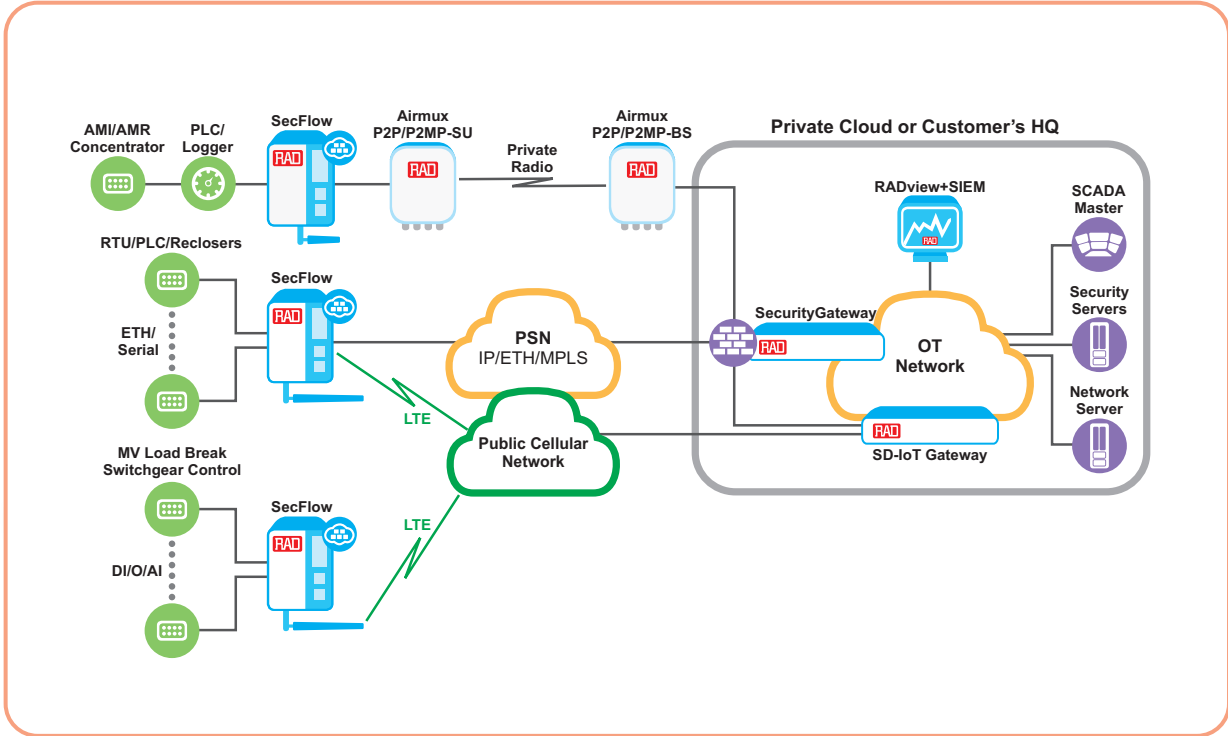 AMI/AMR
Concentrator
PLC/
Logger
SecFlow
RAD
Airmux
P2P/P2MP-SU
RAD
Private
Radio
Airmux
P2P/P2MP-BS
RAD
Private Cloud or Customer's HQ
RADview+SIEM
RAD
SCADA
Master
RTU/PLC/Reclosers
ETH/
Serial
SecFlow
RAD
PSN
IP/ETH/MPLS
SecurityGateway
RAD
OT
Network
Security
Servers
LTE
Public Cellular
Network
RAD
SD-IoT Gateway
Network
Server
MV Load Break
Switchgear Control
DI/O/AI
SecFlow
RAD
LTE